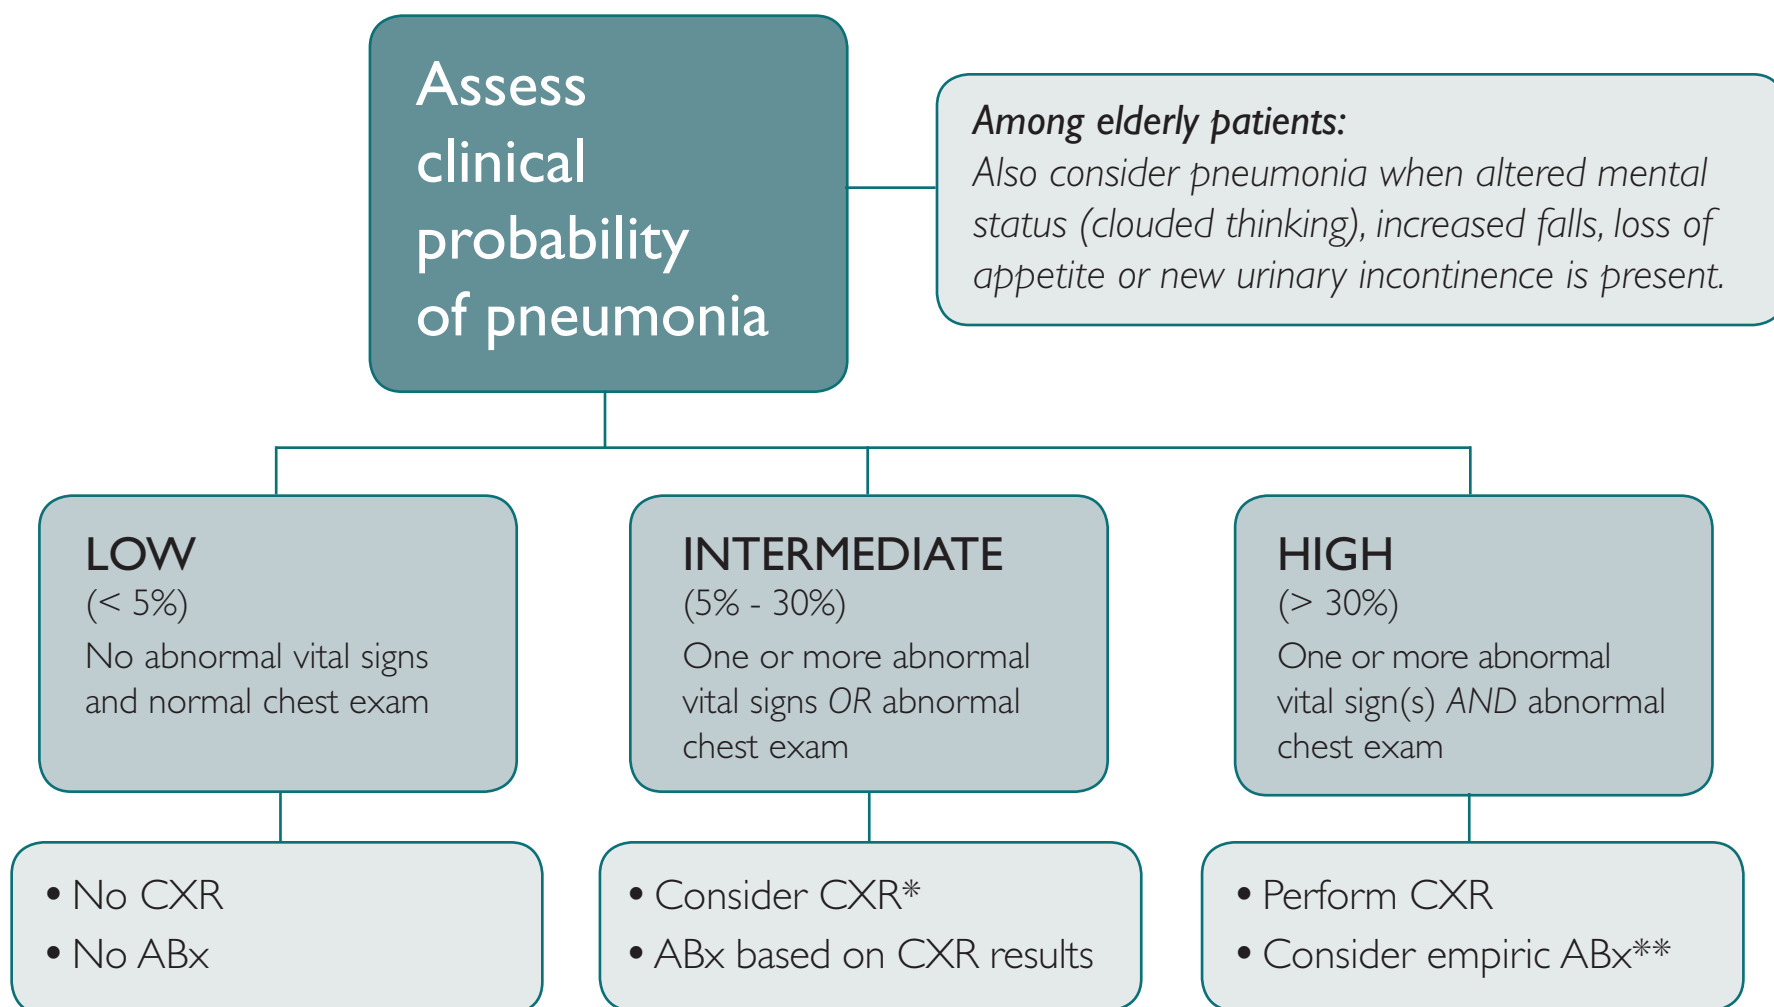 Assess
clinical
probability
of pneumonia
Among elderly patients:
Also consider pneumonia when altered mental
status (clouded thinking), increased falls, loss of
appetite or new urinary incontinence is present.
LOW
(< 5%)
No abnormal vital signs
and normal chest exam
INTERMEDIATE
(5% - 30%)
One or more abnormal
vital signs OR abnormal
chest exam
HIGH
(> 30%)
One or more abnormal
vital sign(s) AND abnormal
chest exam
• No CXR
• No ABx
• Consider CXR*
• ABx based on CXR results
• Perform CXR
• Consider empiric ABx**